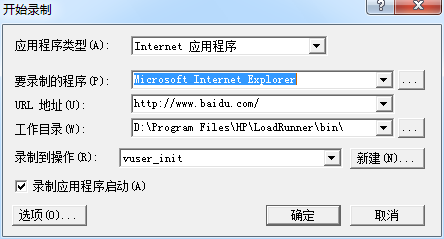 开始录制
应用程序类型(A): Internet 应用程序
要录制的程序(P): Microsoft Internet Explorer ...
URL 地址(U): http://www.baidu.com/
工作目录(W): D:\Program Files\HP\LoadRunner\bin\ ...
录制到操作(R): vuser_init 新建(N)...
录制应用程序启动(A)
选项(O)... 确定 取消